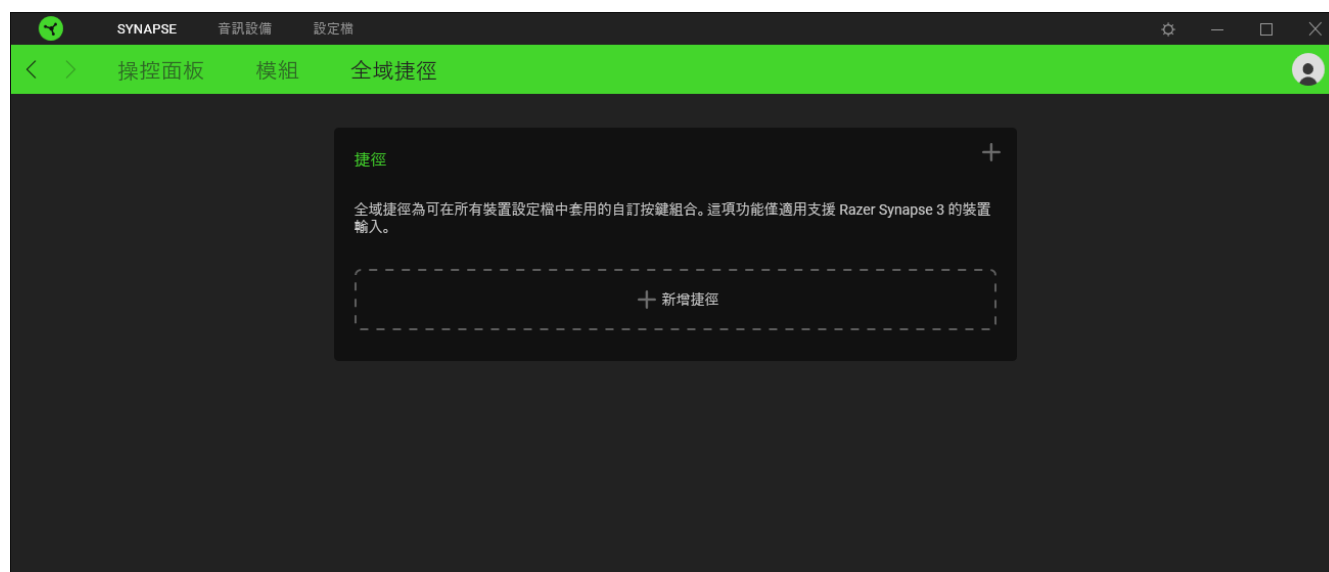 SYNAPSE 音訊設備 設定檔
操控面板 模組 全域捷徑
捷徑
全域捷徑為可在所有裝置設定檔中套用的自訂按鍵組合。這項功能僅適用支援 Razer Synapse 3 的裝置
輸入。
新增捷徑